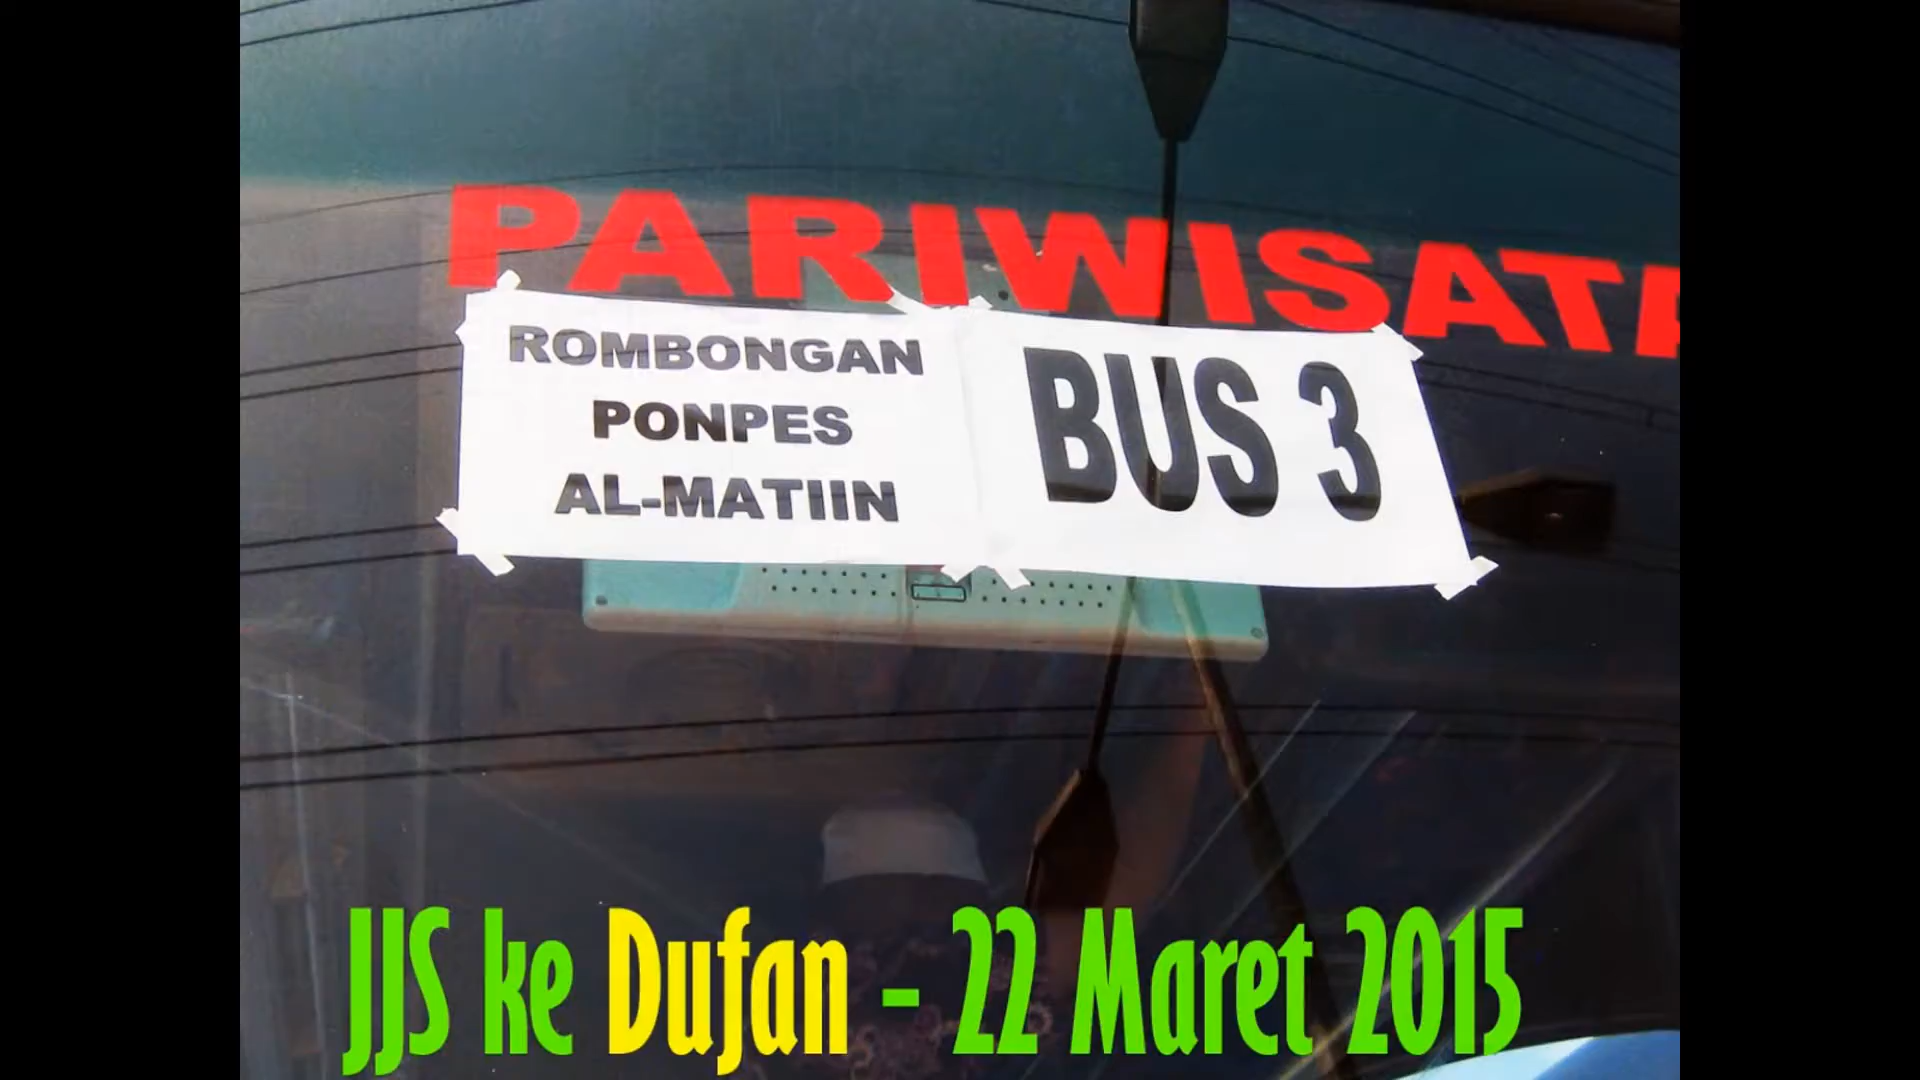 PARIWISATA
ROMBONGAN
PONPES
AL-MATIIN
BUS 3
JJS ke Dufan - 22 Maret 2015